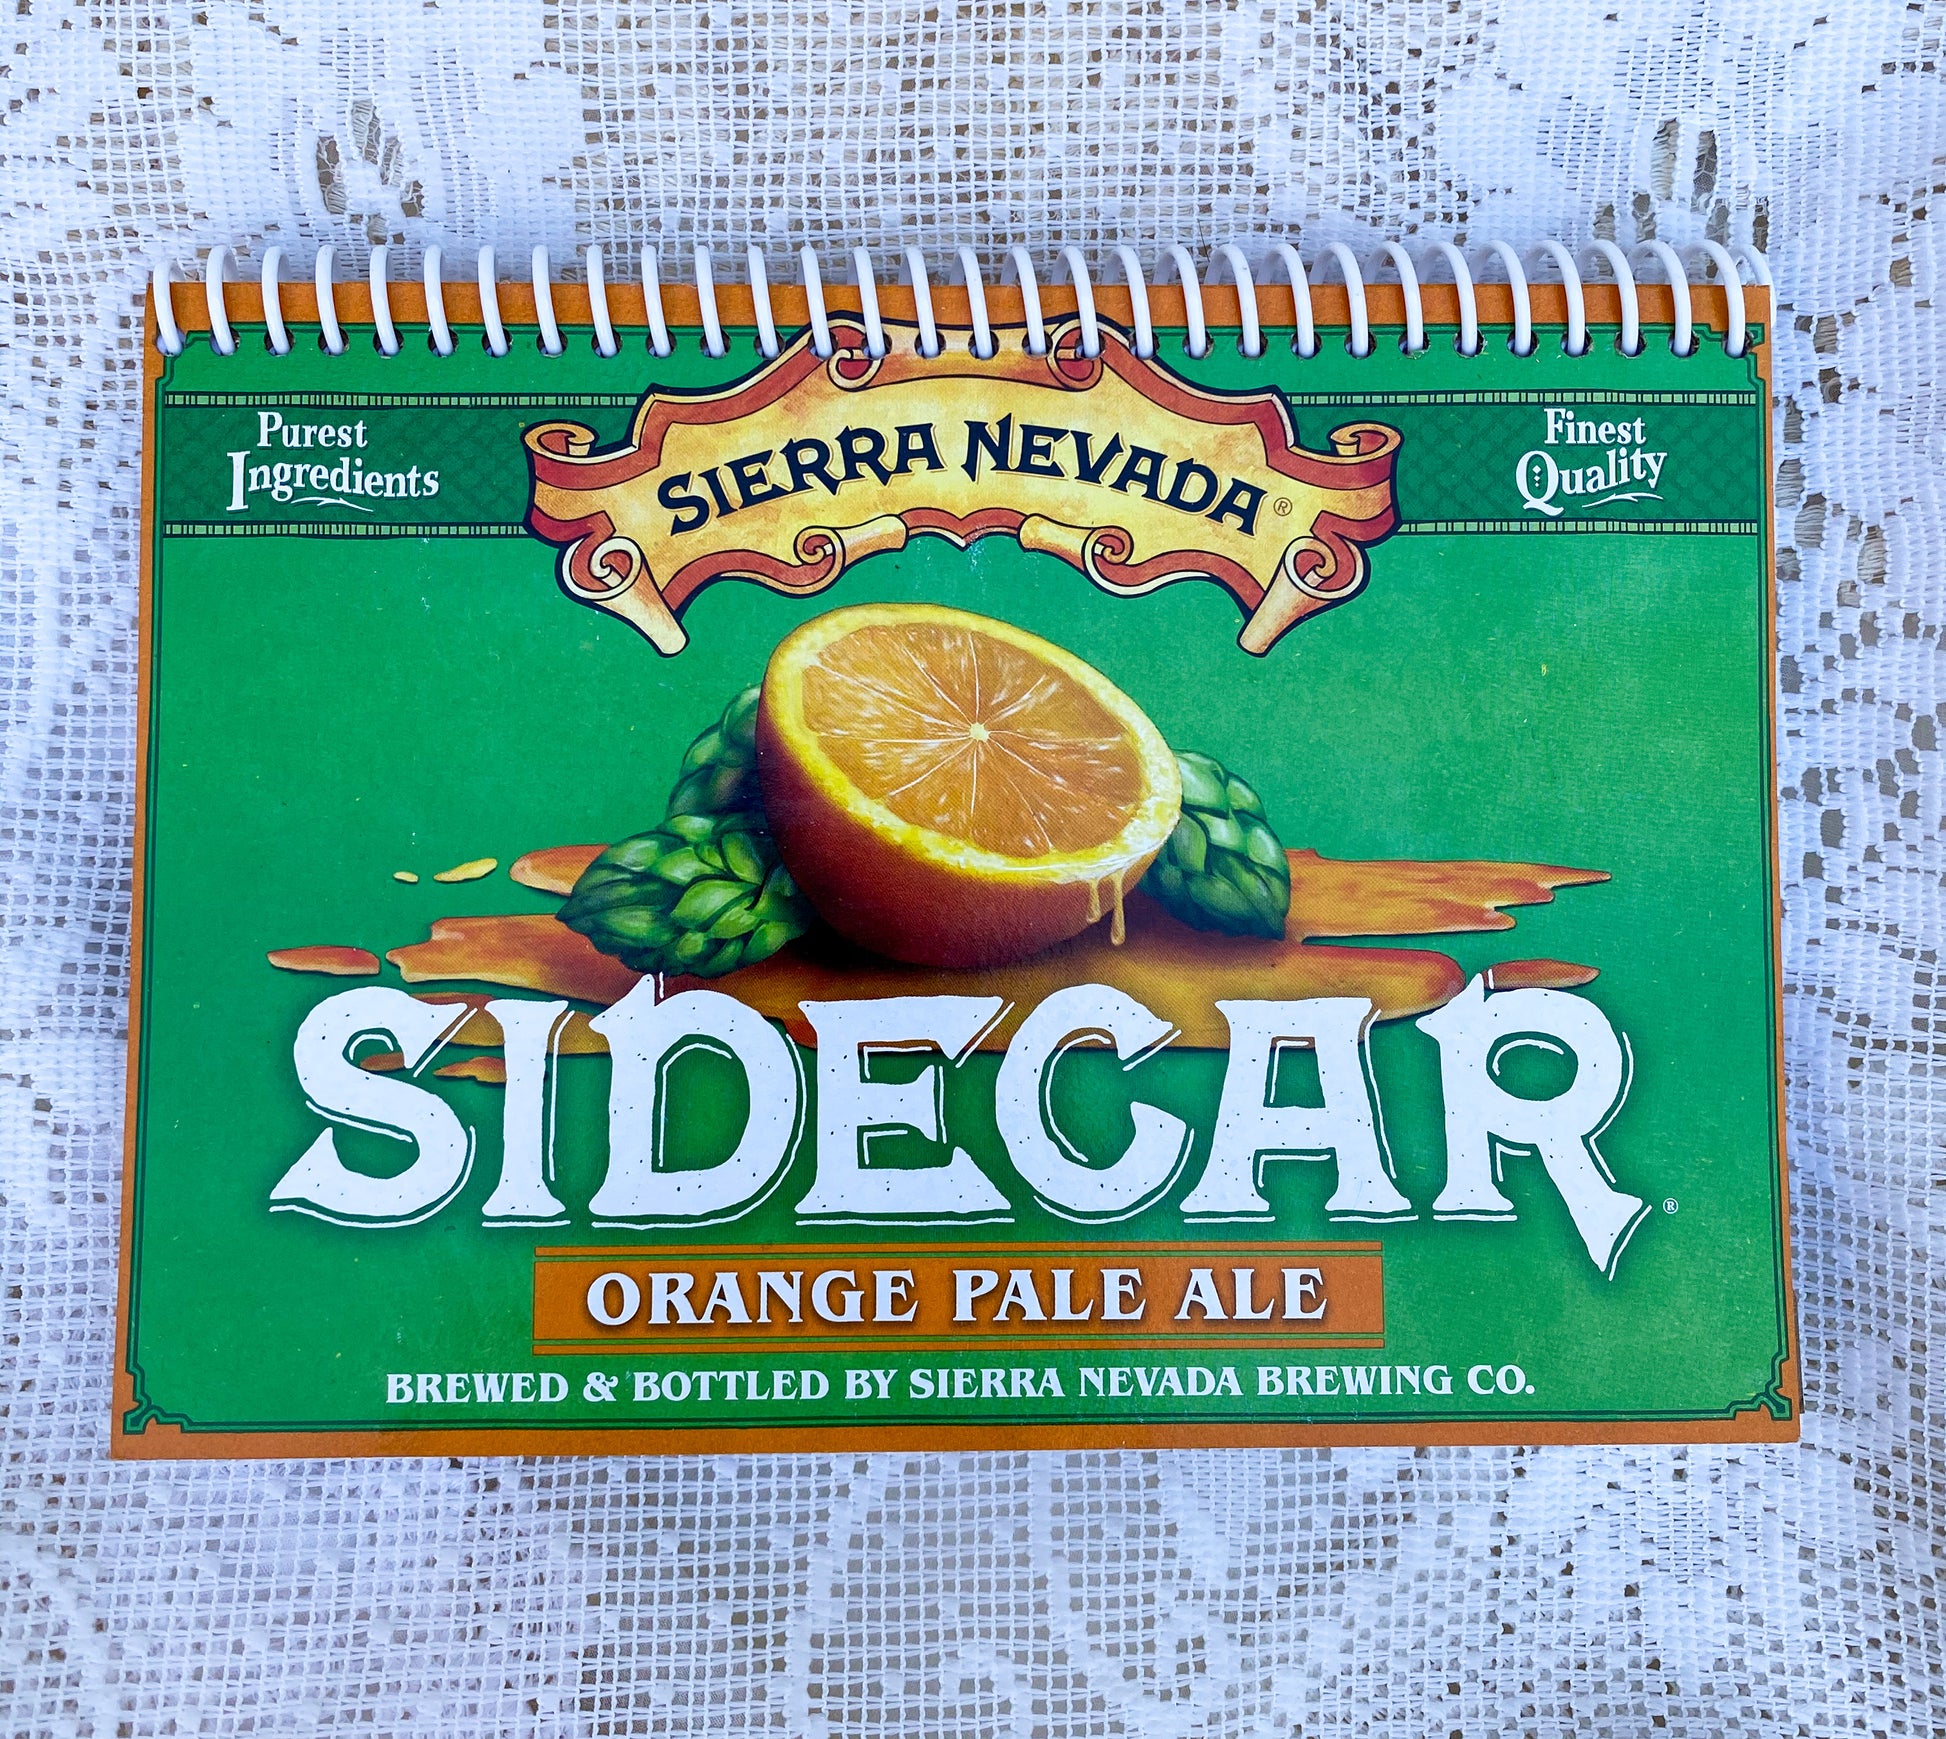 Purest
Ingredients
SIERRA NEVADA®
Finest
Quality
SIDECAR®
ORANGE PALE ALE
BREWED & BOTTLED BY SIERRA NEVADA BREWING CO.